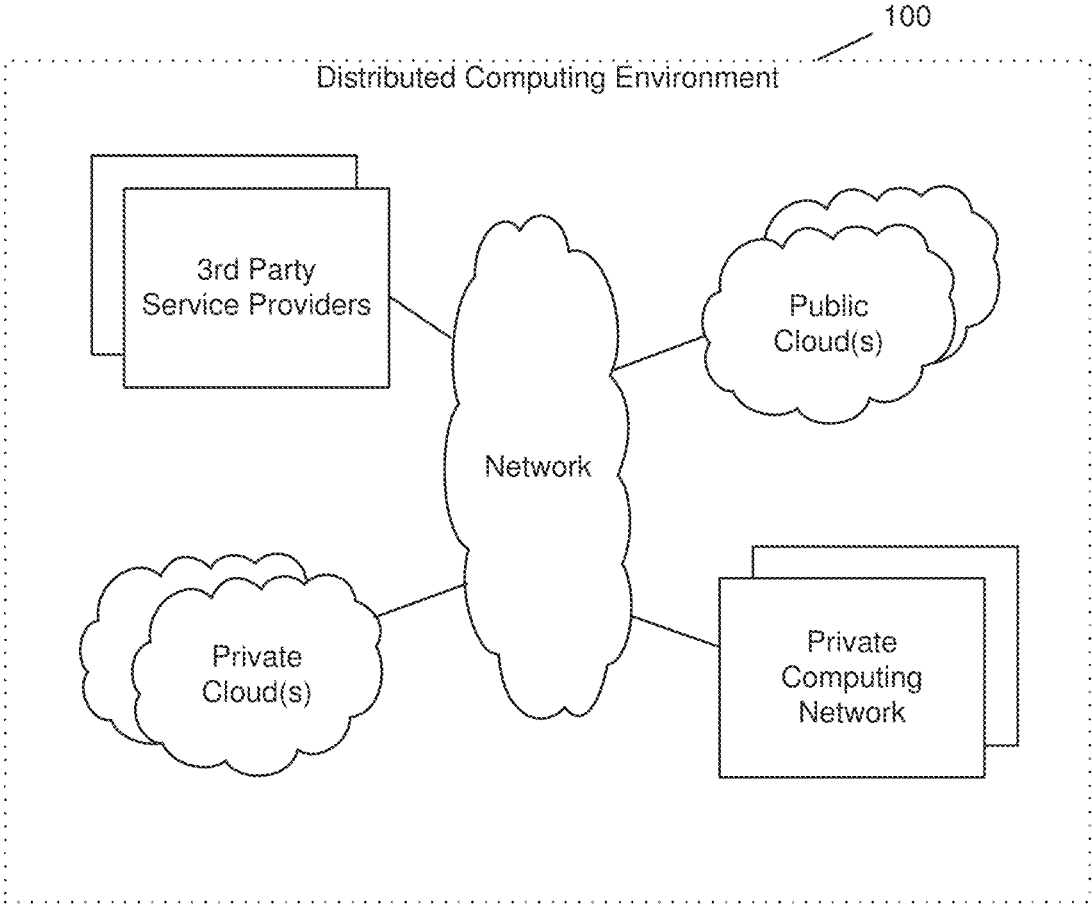 100
Distributed Computing Environment
3rd Party
Service Providers
Public
Cloud(s)
Network
Private
Cloud(s)
Private
Computing
Network